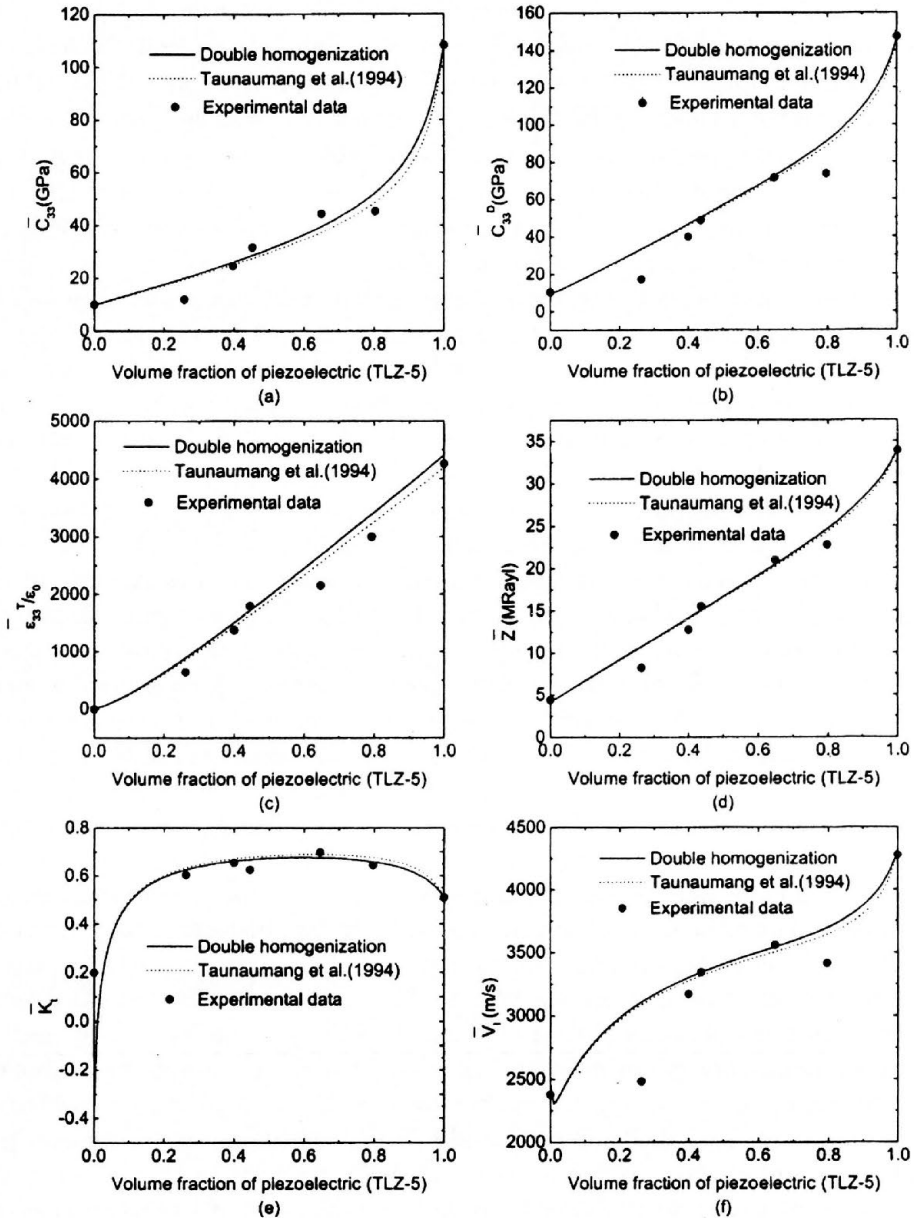 120
100
80
60
40
20
0
C̅33(GPa)
Double homogenization
Taunaumang et al.(1994)
Experimental data
0.0 0.2 0.4 0.6 0.8 1.0
Volume fraction of piezoelectric (TLZ-5)
(a)
160
140
120
100
80
60
40
20
0
C̅33D(GPa)
Double homogenization
Taunaumang et al.(1994)
Experimental data
0.0 0.2 0.4 0.6 0.8 1.0
Volume fraction of piezoelectric (TLZ-5)
(b)
5000
4000
3000
2000
1000
0
ε̅33T/ε0
Double homogenization
Taunaumang et al.(1994)
Experimental data
0.0 0.2 0.4 0.6 0.8 1.0
Volume fraction of piezoelectric (TLZ-5)
(c)
35
30
25
20
15
10
5
0
Z̅ (MRayl)
Double homogenization
Taunaumang et al.(1994)
Experimental data
0.0 0.2 0.4 0.6 0.8 1.0
Volume fraction of piezoelectric (TLZ-5)
(d)
0.8
0.6
0.4
0.2
0.0
-0.2
-0.4
K̅t
Double homogenization
Taunaumang et al.(1994)
Experimental data
0.0 0.2 0.4 0.6 0.8 1.0
Volume fraction of piezoelectric (TLZ-5)
(e)
4500
4000
3500
3000
2500
2000
V̅l (m/s)
Double homogenization
Taunaumang et al.(1994)
Experimental data
0.0 0.2 0.4 0.6 0.8 1.0
Volume fraction of piezoelectric (TLZ-5)
(f)